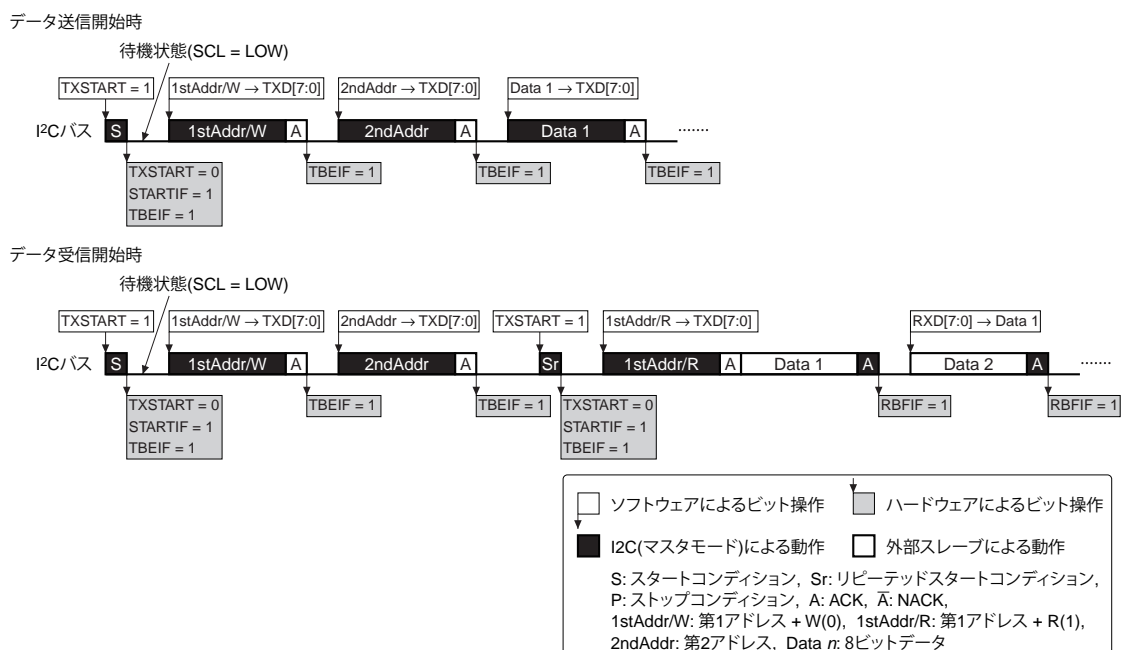 データ送信開始時
待機状態(SCL = LOW)
TXSTART = 1 1stAddr/W → TXD[7:0] 2ndAddr → TXD[7:0] Data 1 → TXD[7:0]
I²Cバス S 1stAddr/W A 2ndAddr A Data 1 A ·······
TXSTART = 0 TBEIF = 1 TBEIF = 1 TBEIF = 1
STARTIF = 1
TBEIF = 1
データ受信開始時
待機状態(SCL = LOW)
TXSTART = 1 1stAddr/W → TXD[7:0] 2ndAddr → TXD[7:0] TXSTART = 1 1stAddr/R → TXD[7:0] RXD[7:0] → Data 1
I²Cバス S 1stAddr/W A 2ndAddr A Sr 1stAddr/R A Data 1 A Data 2 A ·······
TXSTART = 0 TBEIF = 1 TBEIF = 1 TXSTART = 0 RBFIF = 1 RBFIF = 1
STARTIF = 1 STARTIF = 1
TBEIF = 1 TBEIF = 1
ソフトウェアによるビット操作 ハードウェアによるビット操作
I2C(マスタモード)による動作 外部スレーブによる動作
S: スタートコンディション, Sr: リピーテッドスタートコンディション,
P: ストップコンディション, A: ACK, A̅: NACK,
1stAddr/W: 第1アドレス + W(0), 1stAddr/R: 第1アドレス + R(1),
2ndAddr: 第2アドレス, Data n: 8ビットデータ